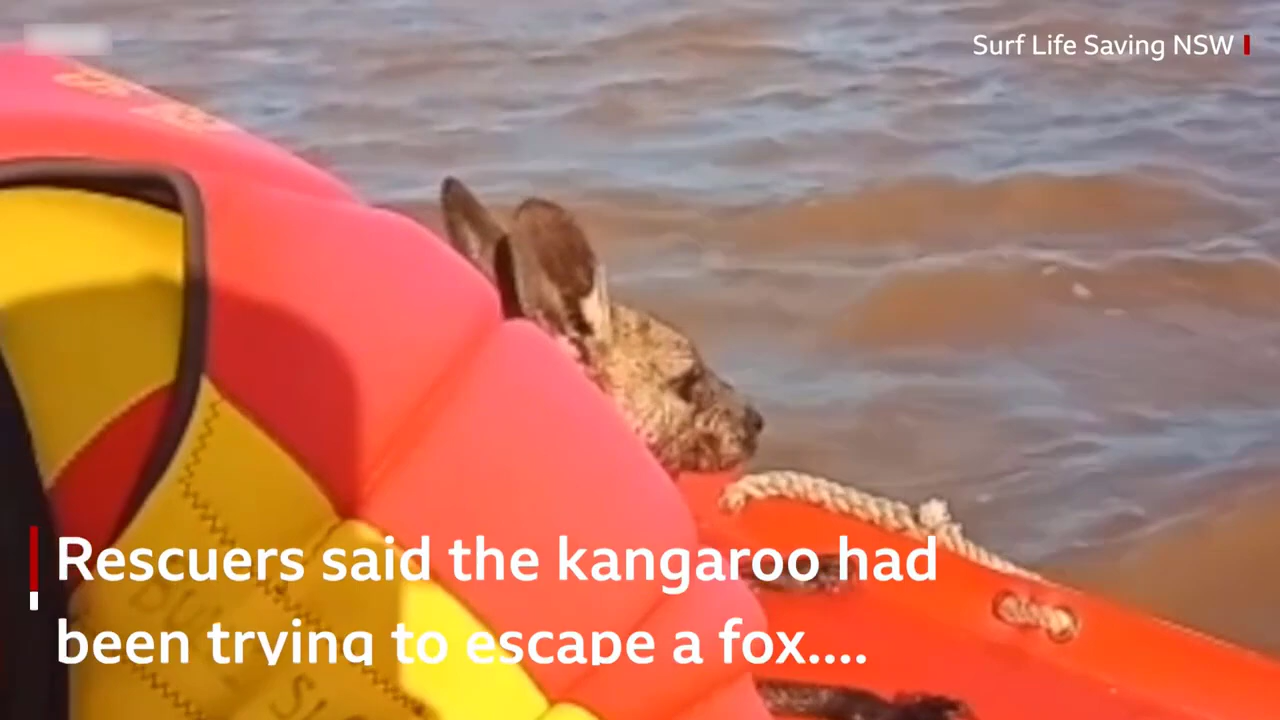 Surf Life Saving NSW
Rescuers said the kangaroo had
been trying to escape a fox....